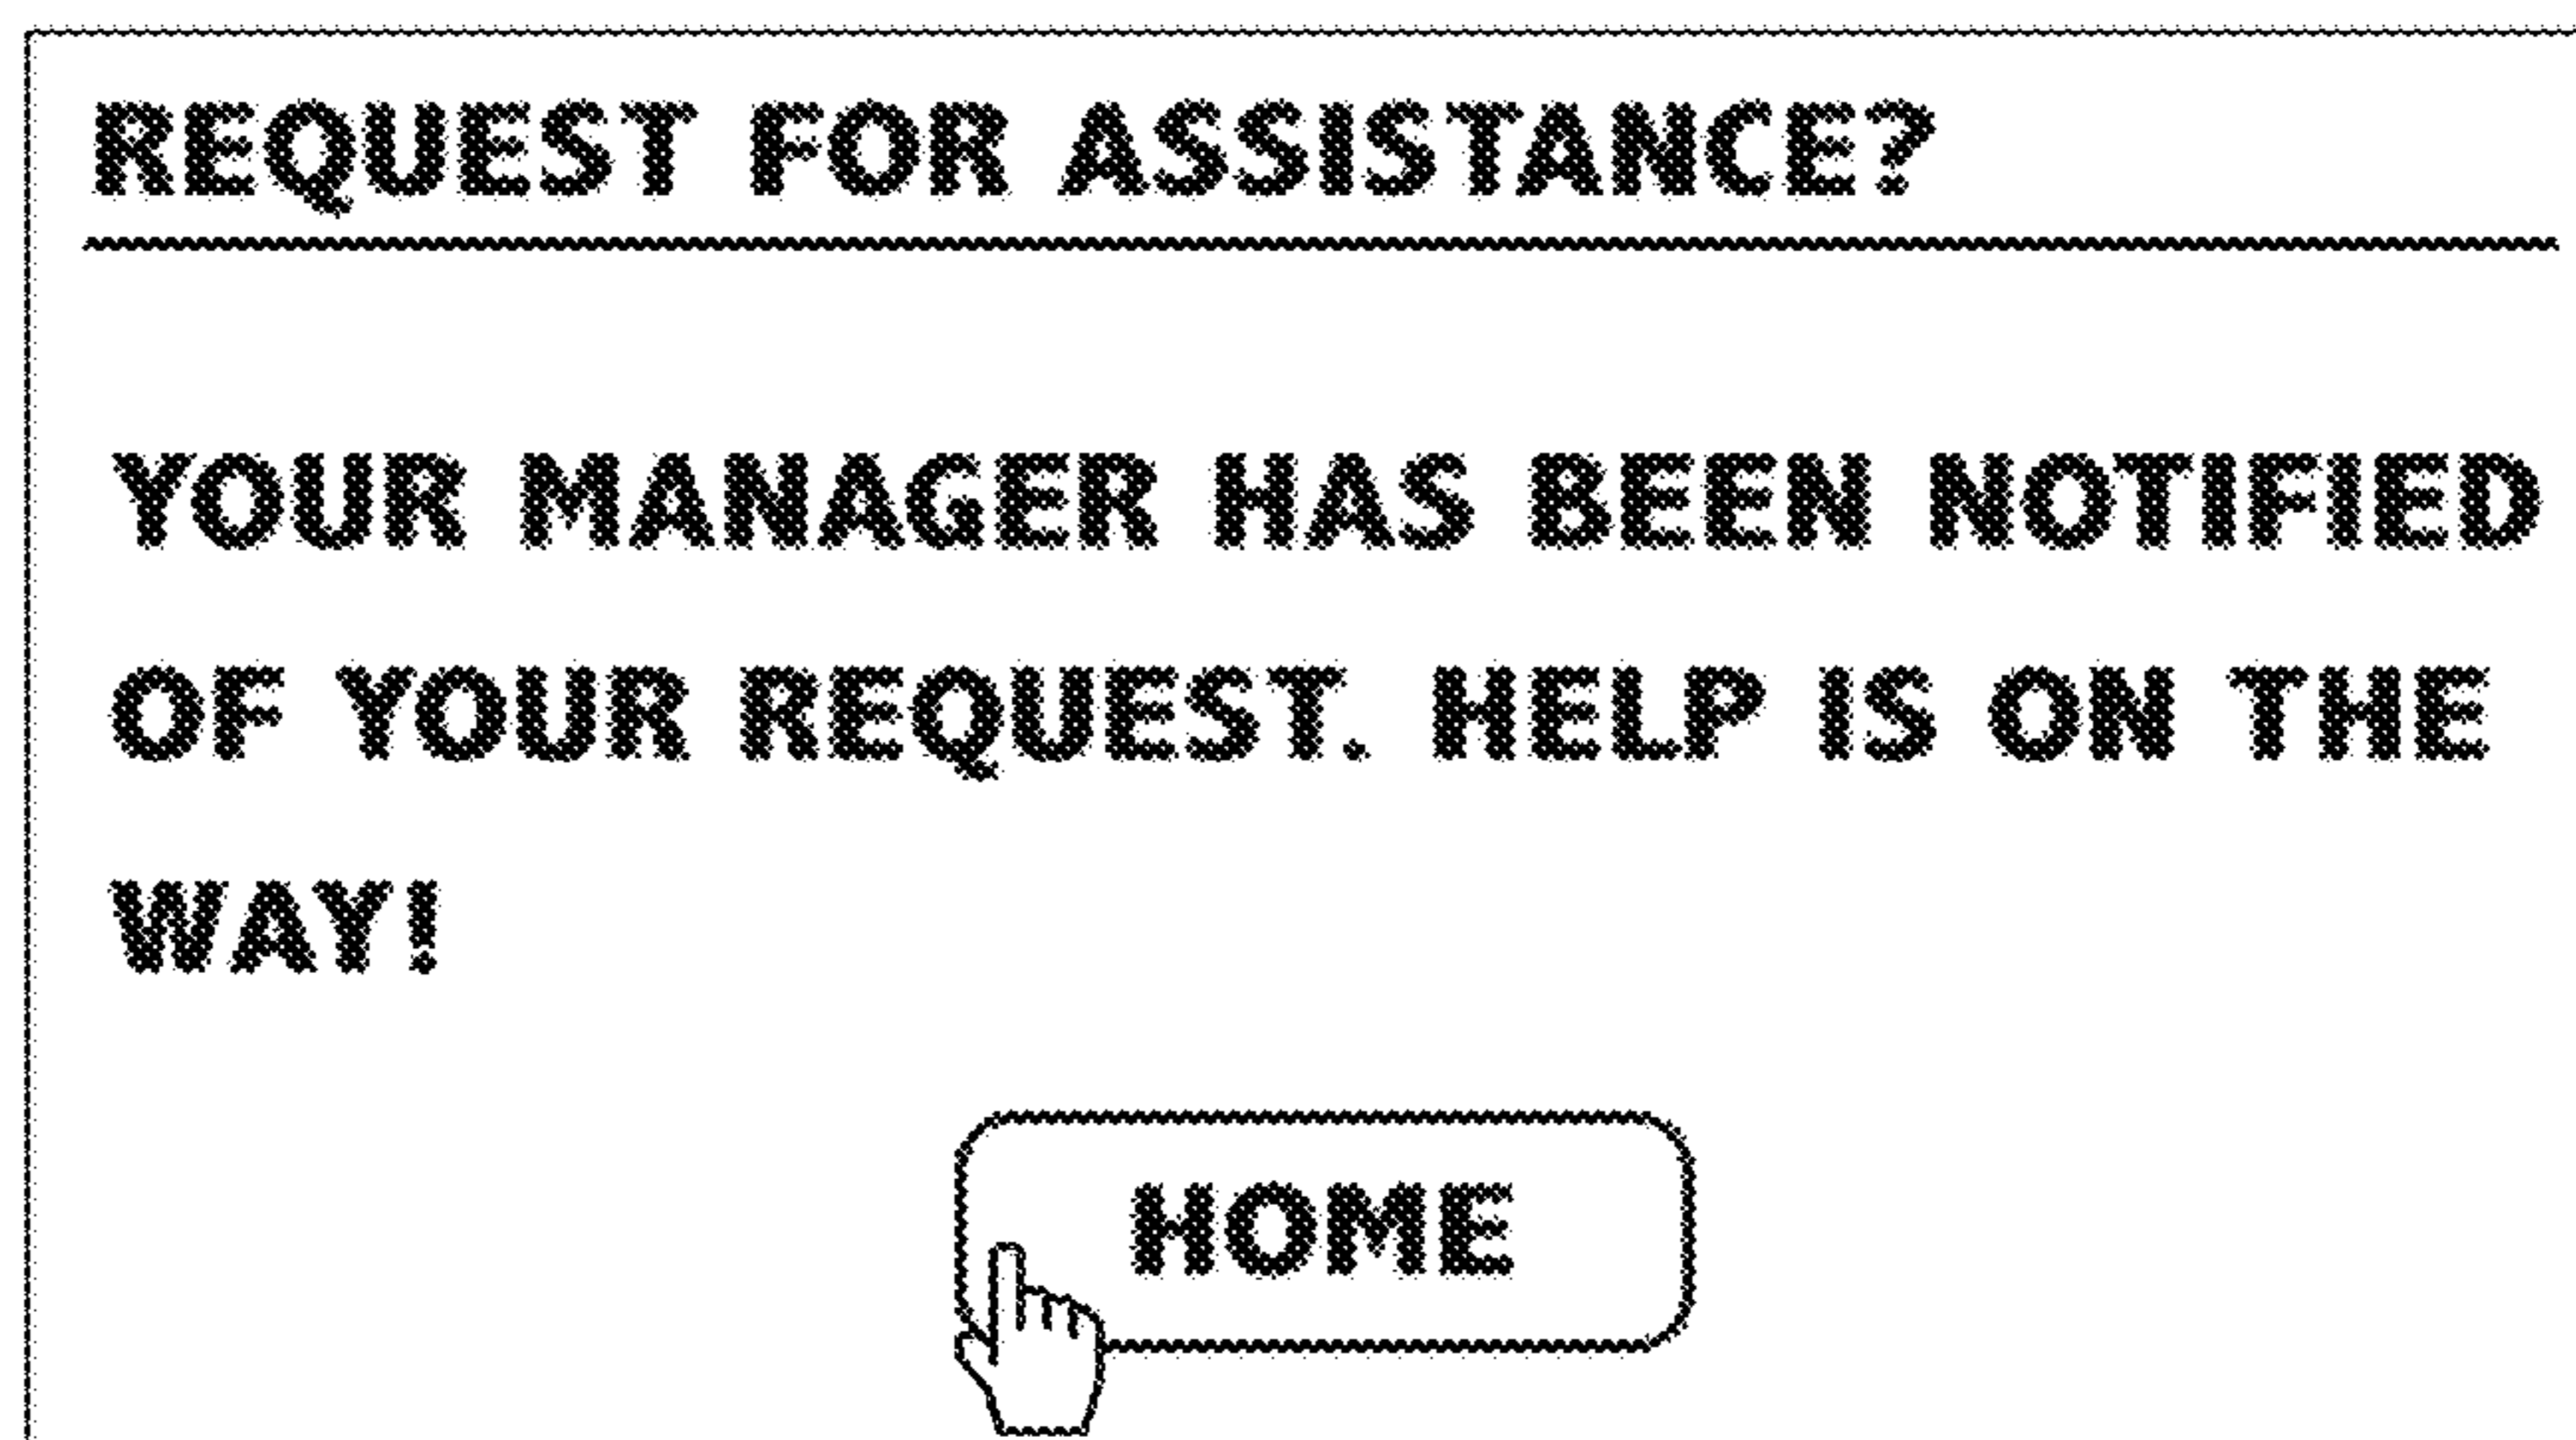 REQUEST FOR ASSISTANCE?
YOUR MANAGER HAS BEEN NOTIFIED
OF YOUR REQUEST. HELP IS ON THE
WAY!
HOME